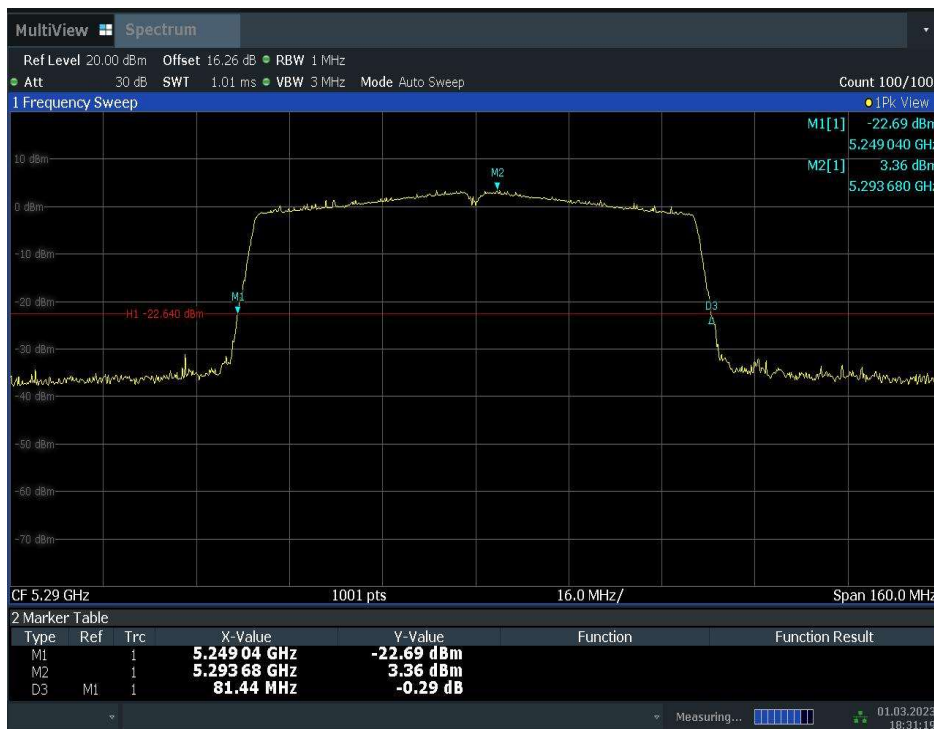 MultiView Spectrum
Ref Level 20.00 dBm Offset 16.26 dB RBW 1 MHz
Att 30 dB SWT 1.01 ms VBW 3 MHz Mode Auto Sweep Count 100/100
1 Frequency Sweep 1Pk View
M1[1] -22.69 dBm
5.249 040 GHz
M2[1] 3.36 dBm
5.293 680 GHz
10 dBm
M2
0 dBm
-10 dBm
-20 dBm
M1
D3
H1 -22.640 dBm
-30 dBm
-40 dBm
-50 dBm
-60 dBm
-70 dBm
CF 5.29 GHz 1001 pts 16.0 MHz/ Span 160.0 MHz
2 Marker Table
Type Ref Trc X-Value Y-Value Function Function Result
M1 1 5.249 04 GHz -22.69 dBm
M2 1 5.293 68 GHz 3.36 dBm
D3 M1 1 81.44 MHz -0.29 dB
Measuring... 01.03.2023
18:31:19